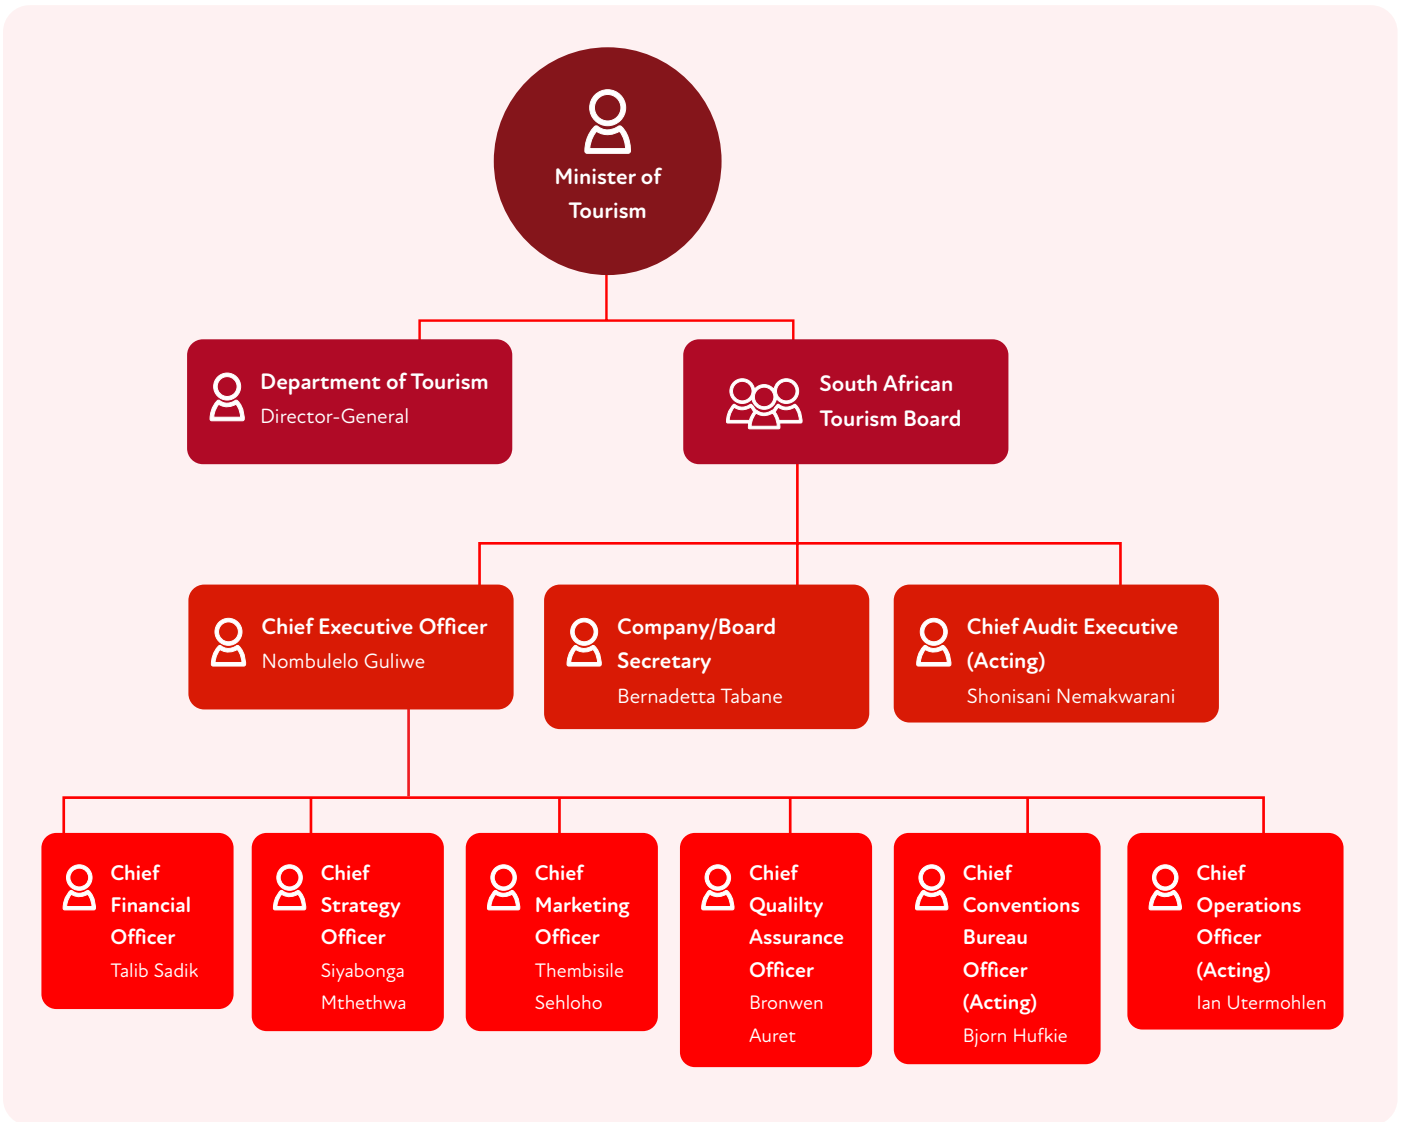 Minister of
Tourism
Department of Tourism
Director-General
South African
Tourism Board
Chief Executive Officer
Nombulelo Guliwe
Company/Board
Secretary
Bernadetta Tabane
Chief Audit Executive
(Acting)
Shonisani Nemakwarani
Chief
Financial
Officer
Talib Sadik
Chief
Strategy
Officer
Siyabonga
Mthethwa
Chief
Marketing
Officer
Thembisile
Sehloho
Chief
Qualilty
Assurance
Officer
Bronwen
Auret
Chief
Conventions
Bureau
Officer
(Acting)
Bjorn Hufkie
Chief
Operations
Officer
(Acting)
Ian Utermohlen